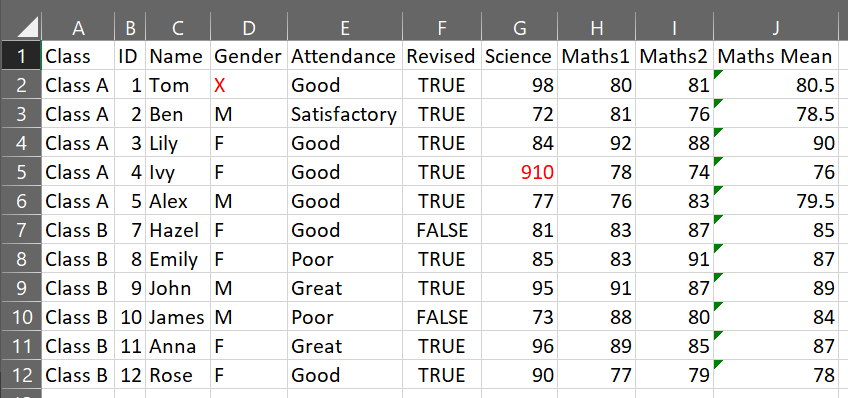 A B C D E F G H I J
1 Class ID Name Gender Attendance Revised Science Maths1 Maths2 Maths Mean
2 Class A 1 Tom X Good TRUE 98 80 81 80.5
3 Class A 2 Ben M Satisfactory TRUE 72 81 76 78.5
4 Class A 3 Lily F Good TRUE 84 92 88 90
5 Class A 4 Ivy F Good TRUE 910 78 74 76
6 Class A 5 Alex M Good TRUE 77 76 83 79.5
7 Class B 7 Hazel F Good FALSE 81 83 87 85
8 Class B 8 Emily F Poor TRUE 85 83 91 87
9 Class B 9 John M Great TRUE 95 91 87 89
10 Class B 10 James M Poor FALSE 73 88 80 84
11 Class B 11 Anna F Great TRUE 96 89 85 87
12 Class B 12 Rose F Good TRUE 90 77 79 78